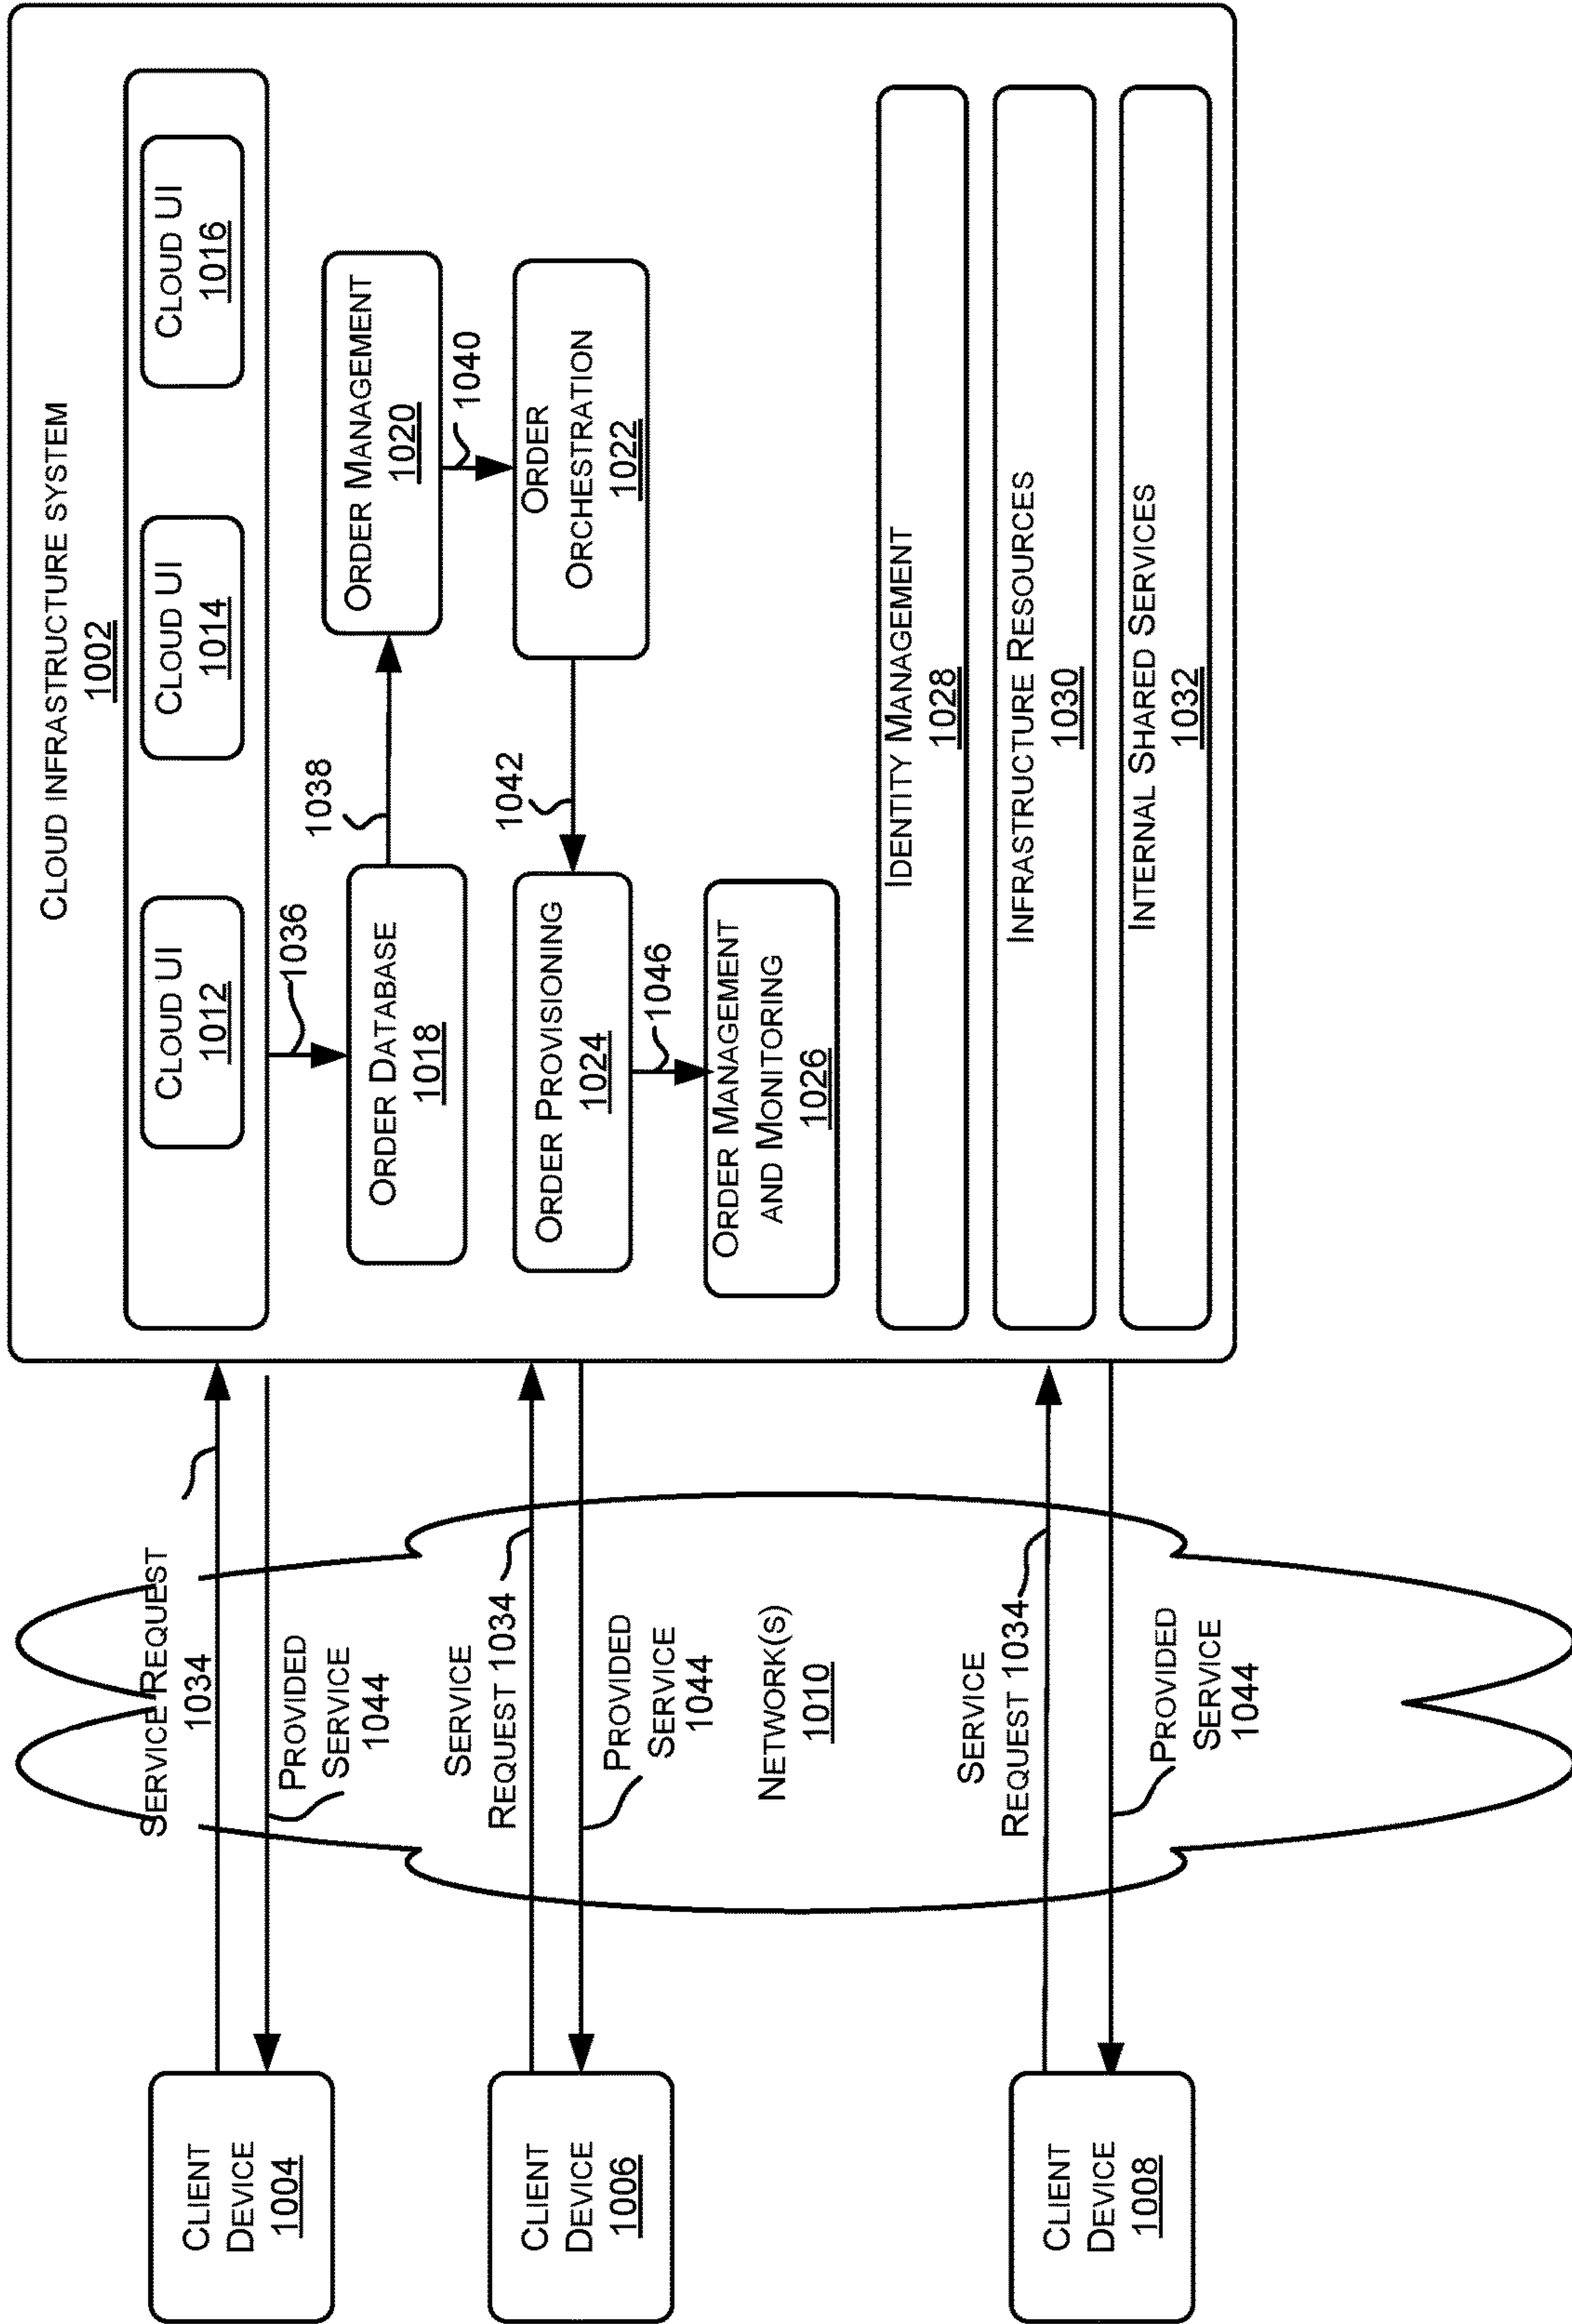 CLOUD INFRASTRUCTURE SYSTEM
1002
CLOUD UI
1012
CLOUD UI
1014
CLOUD UI
1016
1036
ORDER DATABASE
1018
1038
ORDER MANAGEMENT
1020
1040
ORDER
ORCHESTRATION
1022
1042
ORDER PROVISIONING
1024
1046
ORDER MANAGEMENT
AND MONITORING
1026
IDENTITY MANAGEMENT
1028
INFRASTRUCTURE RESOURCES
1030
INTERNAL SHARED SERVICES
1032
SERVICE REQUEST
1034
PROVIDED
SERVICE
1044
SERVICE
REQUEST 1034
PROVIDED
SERVICE
1044
NETWORK(S)
1010
SERVICE
REQUEST 1034
PROVIDED
SERVICE
1044
CLIENT
DEVICE
1004
CLIENT
DEVICE
1006
CLIENT
DEVICE
1008